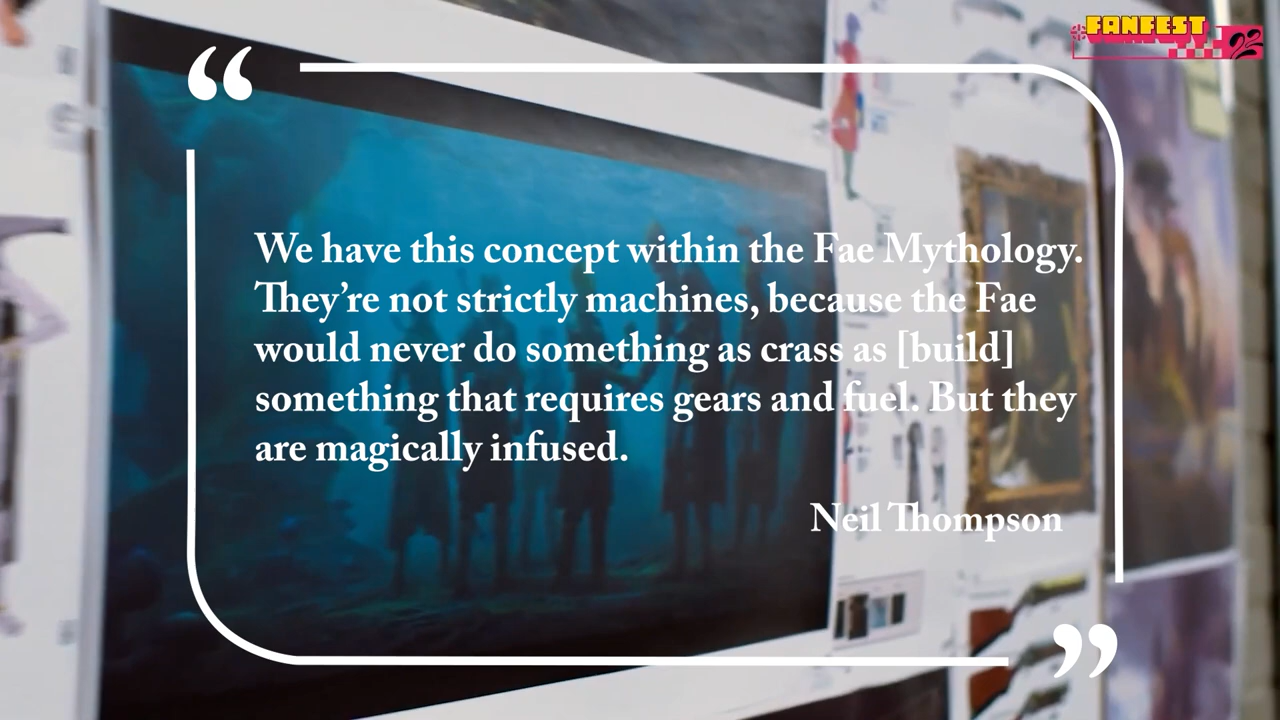 FANFEST
22
“
We have this concept within the Fae Mythology.
They’re not strictly machines, because the Fae
would never do something as crass as [build]
something that requires gears and fuel. But they
are magically infused.
Neil Thompson
”